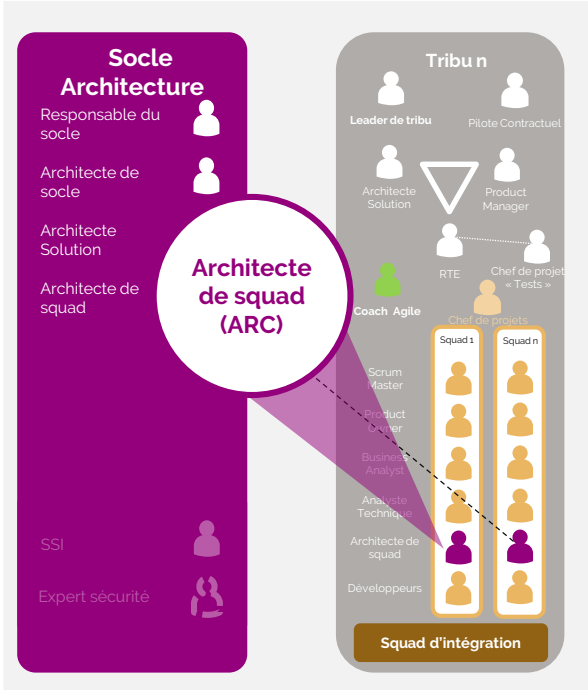 Socle
Architecture
Responsable du
socle
Architecte de
socle
Architecte
Solution
Architecte de
squad
SSI
Expert sécurité
Architecte
de squad
(ARC)
Tribu n
Leader de tribu
Pilote Contractuel
Architecte
Solution
Product
Manager
RTE
Chef de projet
« Tests »
Coach Agile
Chef de projets
Squad 1
Squad n
Scrum
Master
Product
Owner
Business
Analyst
Analyste
Technique
Architecte de
squad
Développeurs
Squad d'intégration